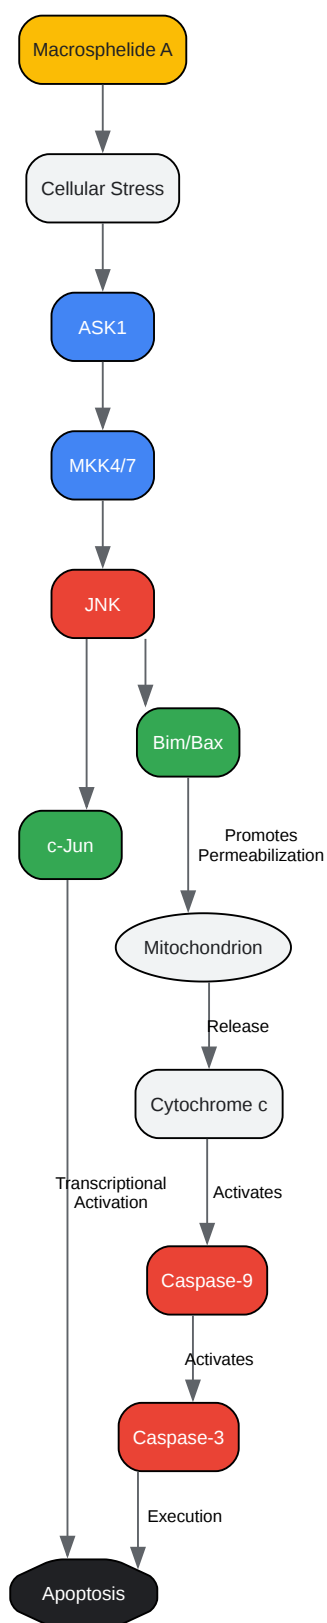 Macrosphelide A
Cellular Stress
ASK1
MKK4/7
JNK
Bim/Bax
c-Jun
Promotes
Permeabilization
Mitochondrion
Release
Cytochrome c
Transcriptional
Activation
Activates
Caspase-9
Activates
Caspase-3
Execution
Apoptosis